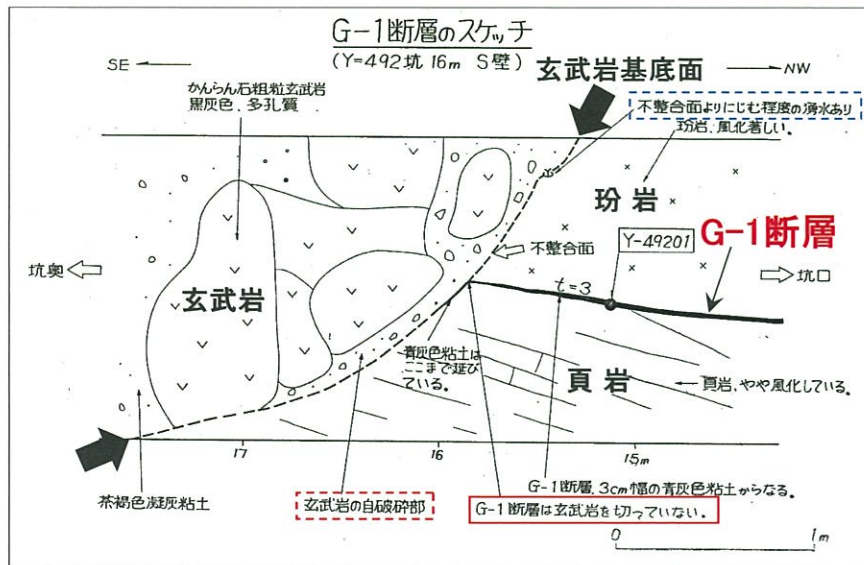 G-1断層のスケッチ
(Y=492坑 16m S壁)
SE
NW
かんらん石粗粒玄武岩
黒灰色、多孔質
玄武岩基底面
不整合面よりにじむ程度の湧水あり
玢岩、風化著しい。
玢岩
G-1断層
Y-49201
不整合面
坑奥
坑口
玄武岩
t=3
青灰色粘土は
ここまで延び
ている。
頁岩
頁岩、やや風化している。
17
16
15m
茶褐色凝灰粘土
玄武岩の自破砕部
G-1断層、3cm幅の青灰色粘土からなる。
G-1断層は玄武岩を切っていない。
0
1m